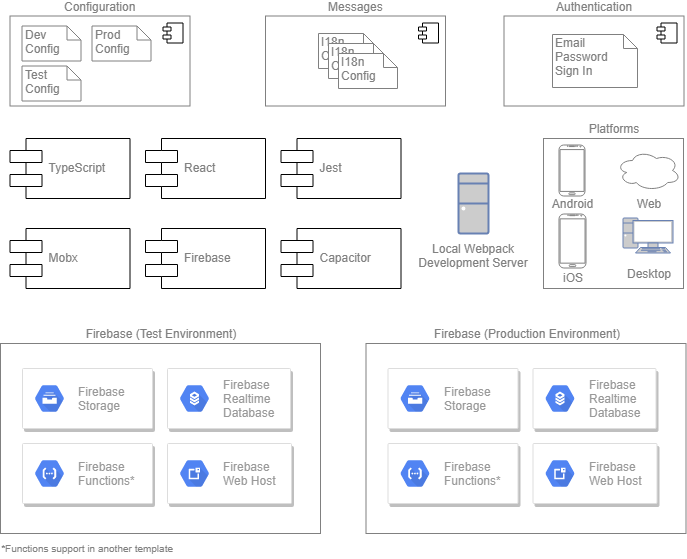 Configuration
Messages
Authentication
Dev
Config
Prod
Config
Test
Config
I18n
C
I18n
C
I18n
Config
Email
Password
Sign In
Platforms
TypeScript
React
Jest
Android
Web
Mobx
Firebase
Capacitor
Local Webpack
Development Server
iOS
Desktop
Firebase (Test Environment)
Firebase (Production Environment)
Firebase
Storage
Firebase
Realtime
Database
Firebase
Storage
Firebase
Realtime
Database
Firebase
Functions*
Firebase
Web Host
Firebase
Functions*
Firebase
Web Host
*Functions support in another template